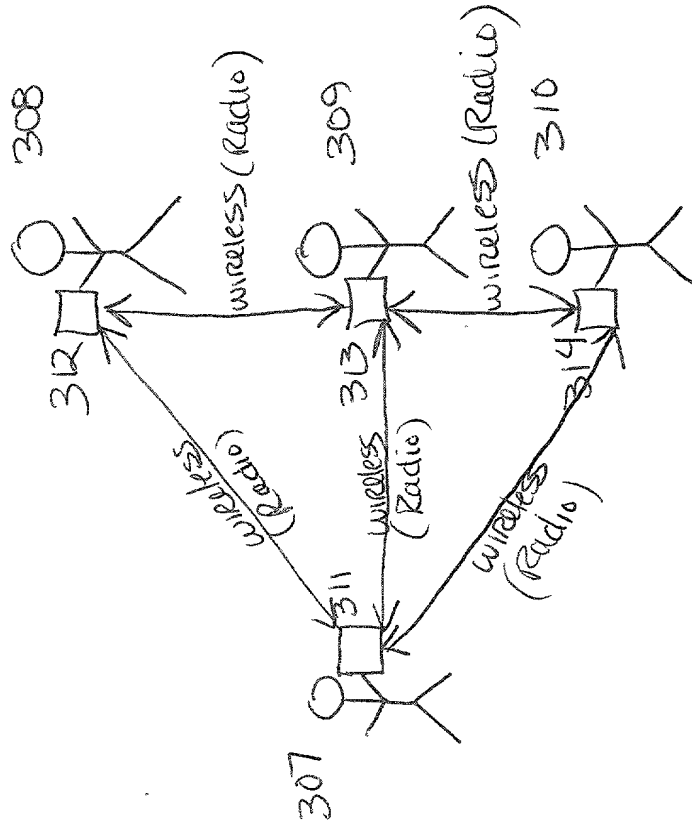 308
309
310
wireless (Radio)
wireless (Radio)
312
313
314
wireless
(Radio)
wireless
(Radio)
wireless
(Radio)
311
307